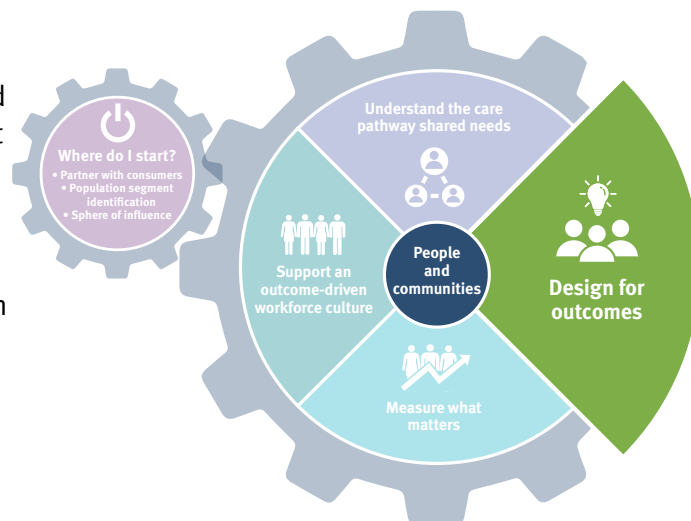 Where do I start?
• Partner with consumers
• Population segment
identification
• Sphere of influence
Understand the care
pathway shared needs
Design for
outcomes
Measure what
matters
Support an
outcome-driven
workforce culture
People
and
communities